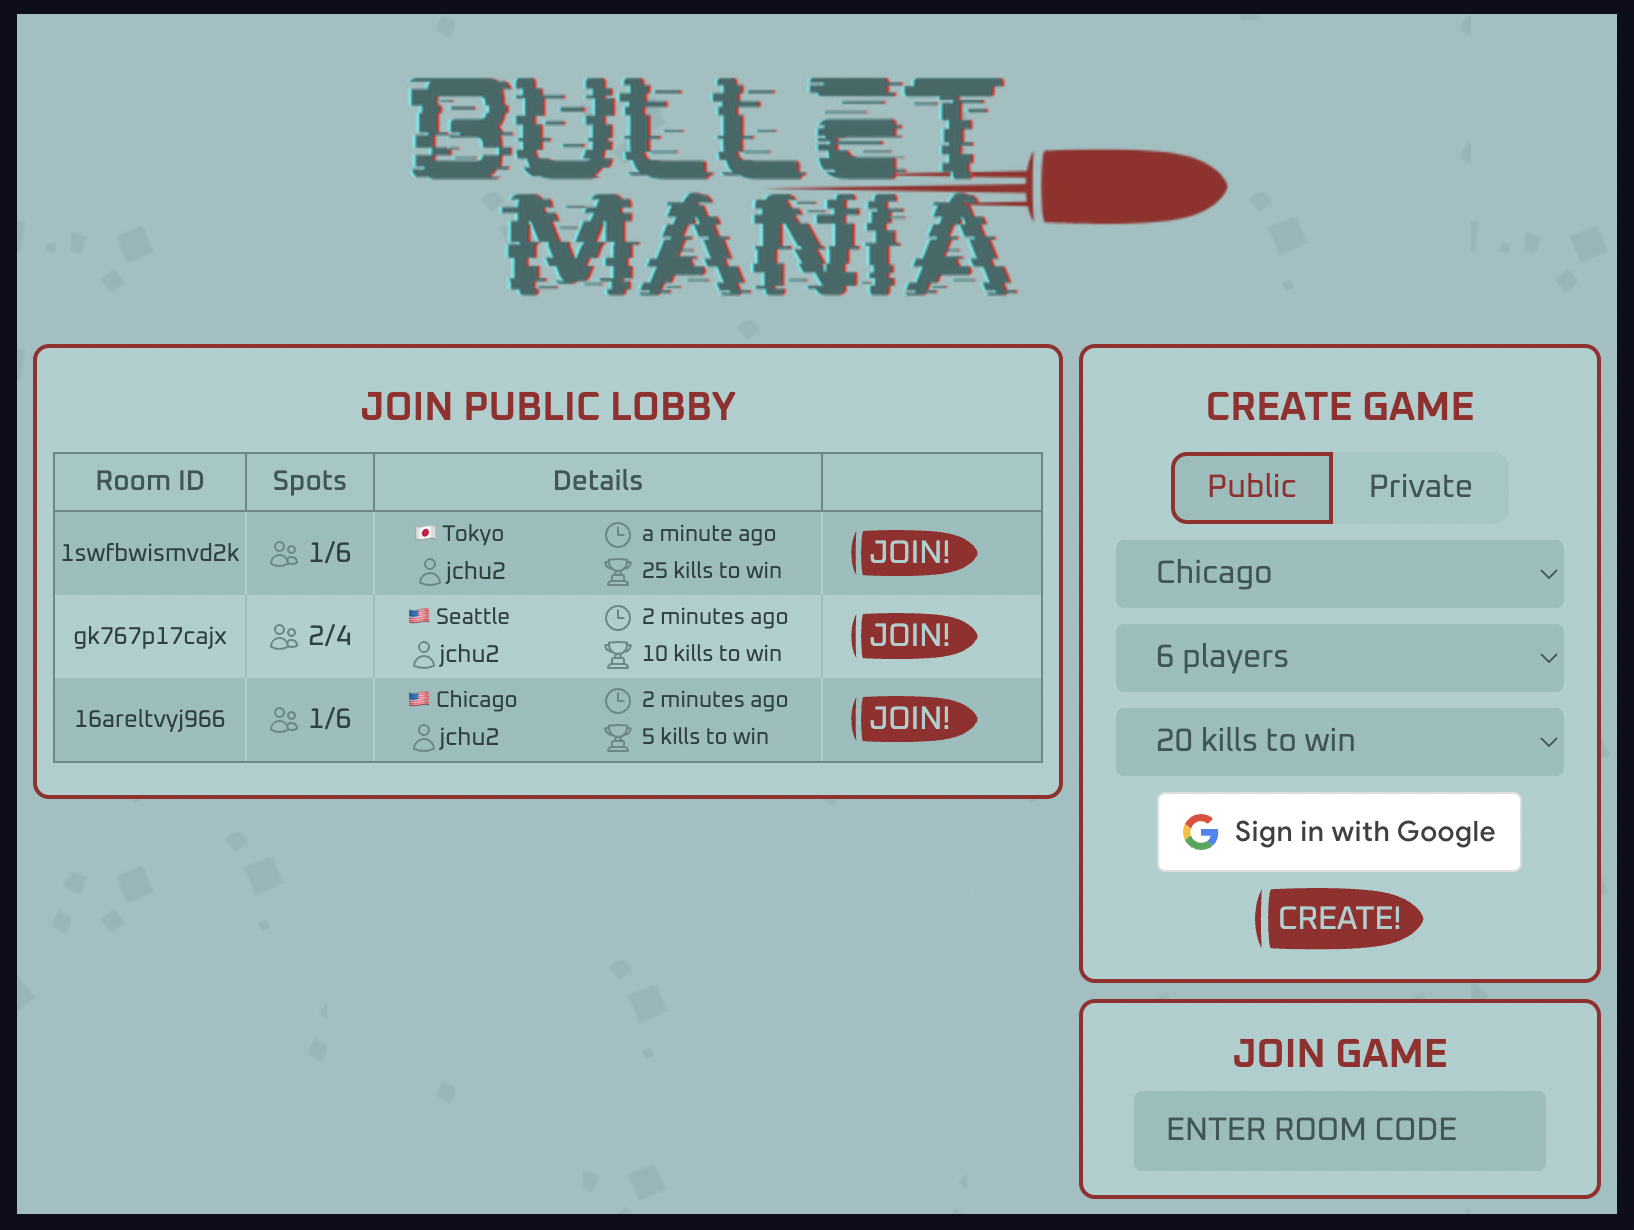 BULLET
MANIA
JOIN PUBLIC LOBBY
Room ID Spots Details
1swfbwismvd2k 1/6 Tokyo a minute ago JOIN!
jchu2 25 kills to win
gk767p17cajx 2/4 Seattle 2 minutes ago JOIN!
jchu2 10 kills to win
16areltvyj966 1/6 Chicago 2 minutes ago JOIN!
jchu2 5 kills to win
CREATE GAME
Public Private
Chicago
6 players
20 kills to win
Sign in with Google
CREATE!
JOIN GAME
ENTER ROOM CODE